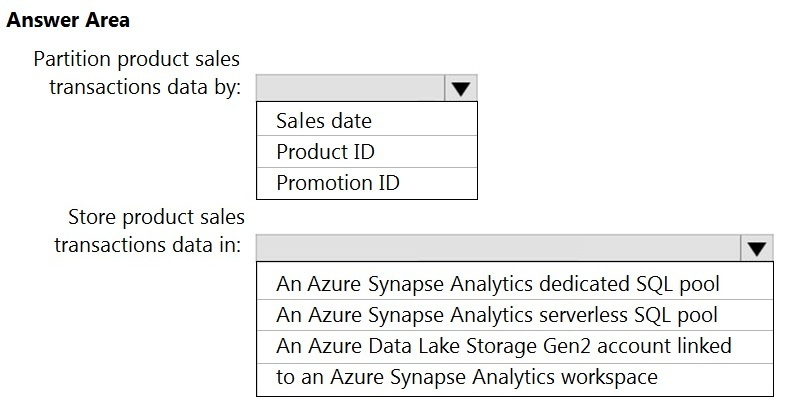 Answer Area
Partition product sales
transactions data by:
Sales date
Product ID
Promotion ID
Store product sales
transactions data in:
An Azure Synapse Analytics dedicated SQL pool
An Azure Synapse Analytics serverless SQL pool
An Azure Data Lake Storage Gen2 account linked
to an Azure Synapse Analytics workspace